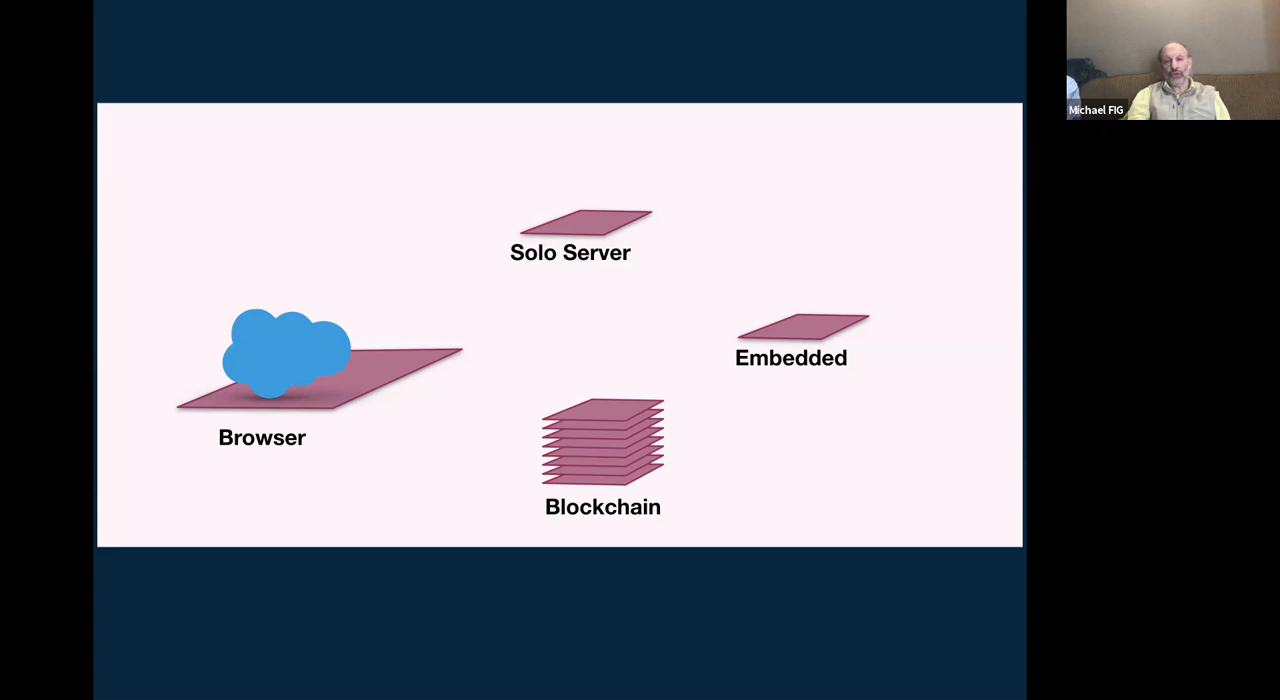 Michael FIG
Solo Server
Embedded
Browser
Blockchain